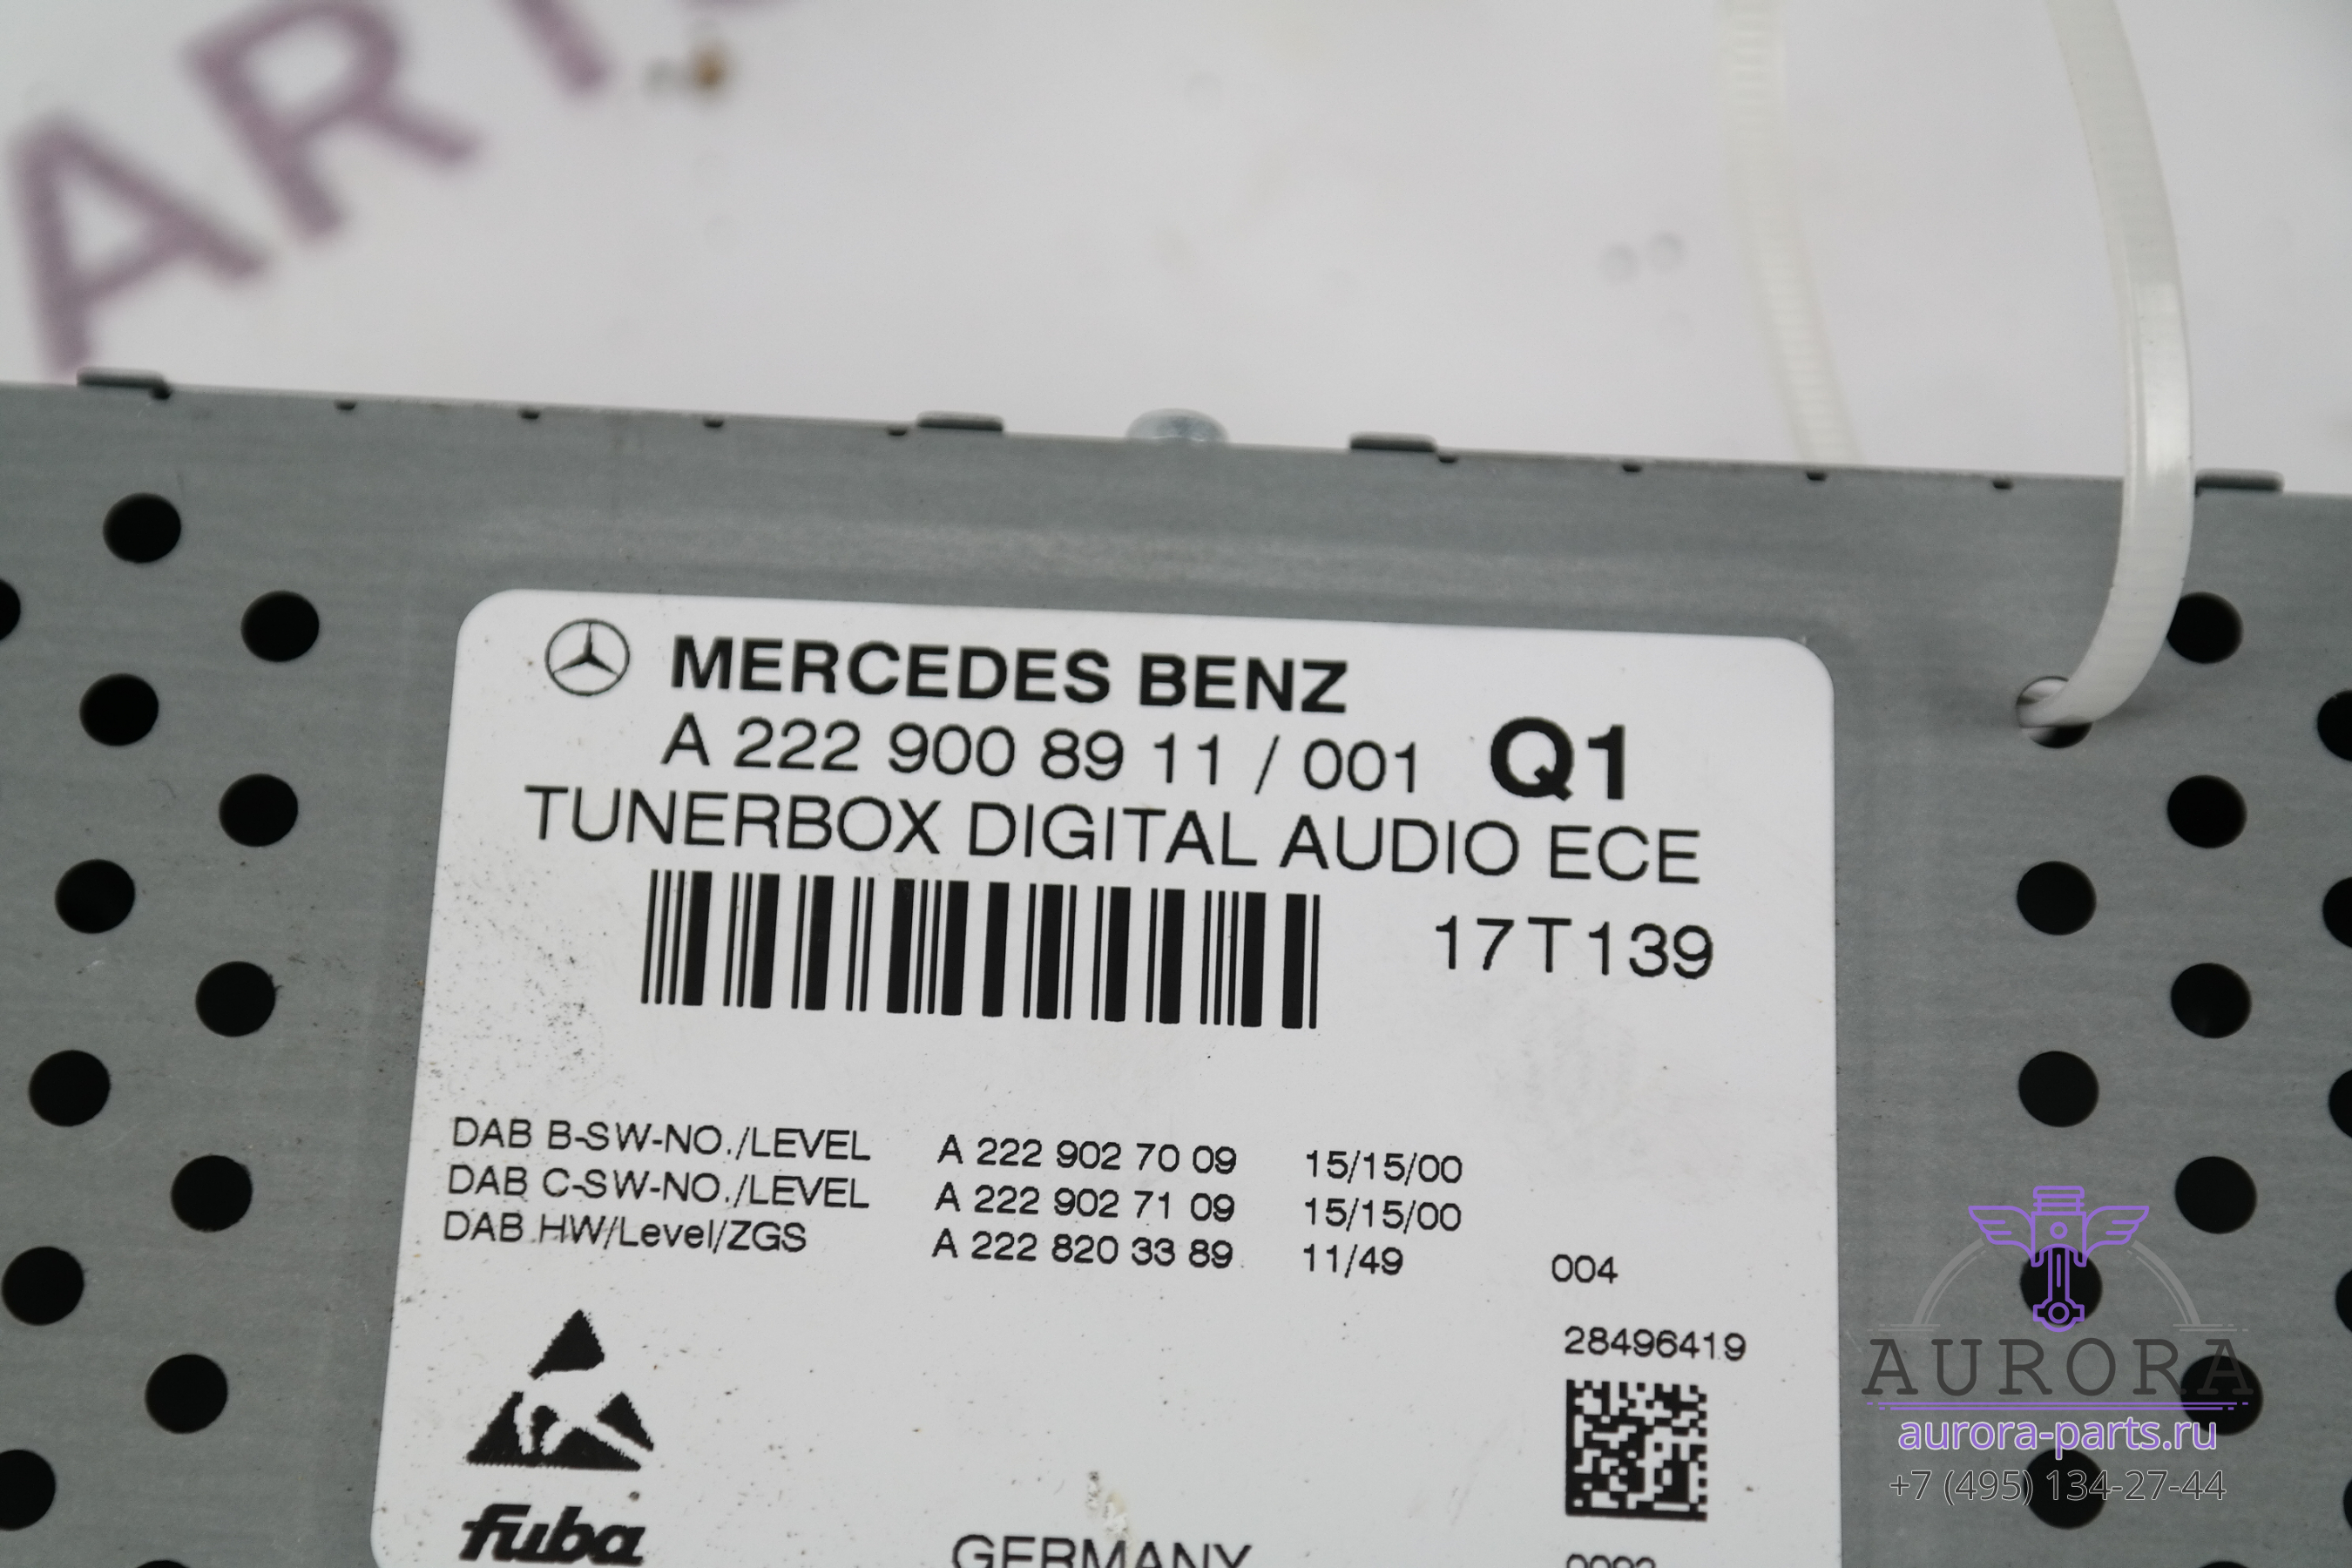 PARTS
MERCEDES BENZ
A 222 900 89 11 / 001 Q1
TUNERBOX DIGITAL AUDIO ECE
17T139
DAB B-SW-NO./LEVEL A 222 902 70 09 15/15/00
DAB C-SW-NO./LEVEL A 222 902 71 09 15/15/00
DAB HW/Level/ZGS A 222 820 33 89 11/49 004
28496419
fuba
GERMANY
AURORA
aurora-parts.ru
+7 (495) 134-27-44